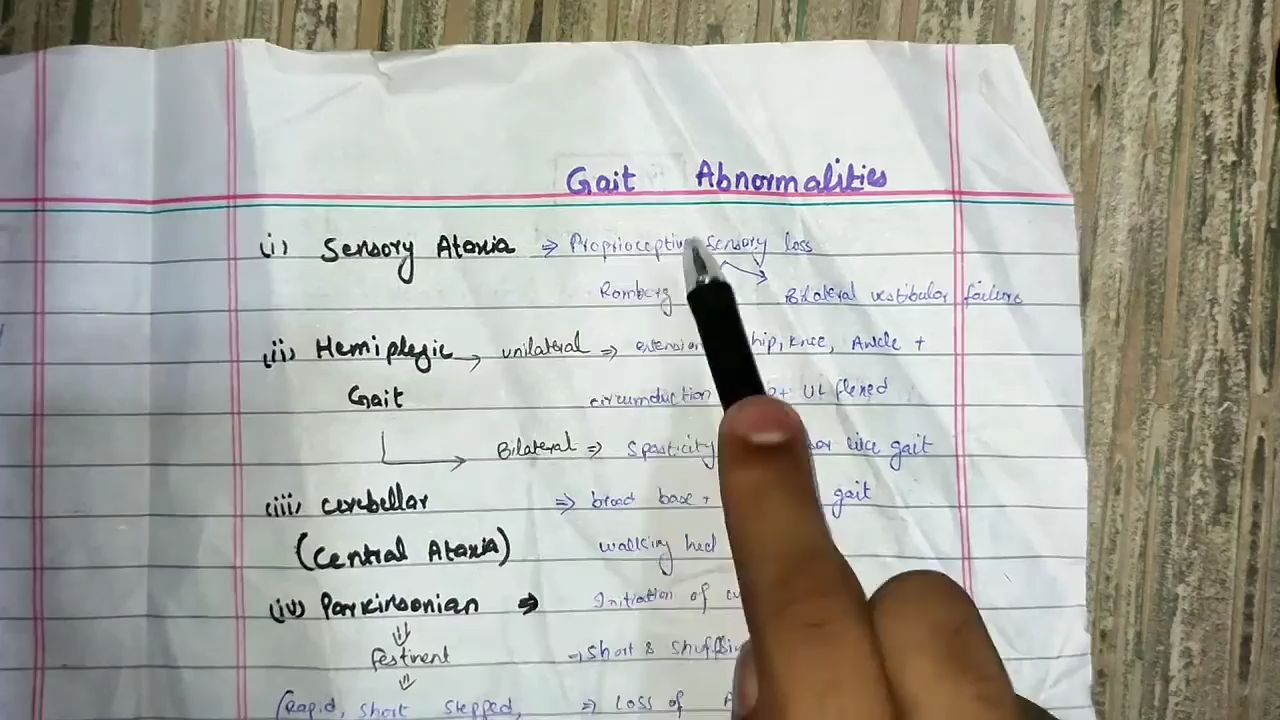 Gait Abnormalities
(i) Sensory Ataxia ⇒ Proprioceptive sensory loss
Romberg Bilateral vestibular failure
(ii) Hemiplegic → unilateral ⇒ extension hip, knee, Ankle +
Gait circumduction UL flexed
Bilateral ⇒ Spasticity like gait
(iii) cerebellar ⇒ broad base + gait
(Central Ataxia) walking heel
(iv) Parkinsonian ⇒ Initiation of
⇓
festinent → Short & Shuffling
⇓
(Rapid, Short Stepped, ⇒ Loss of